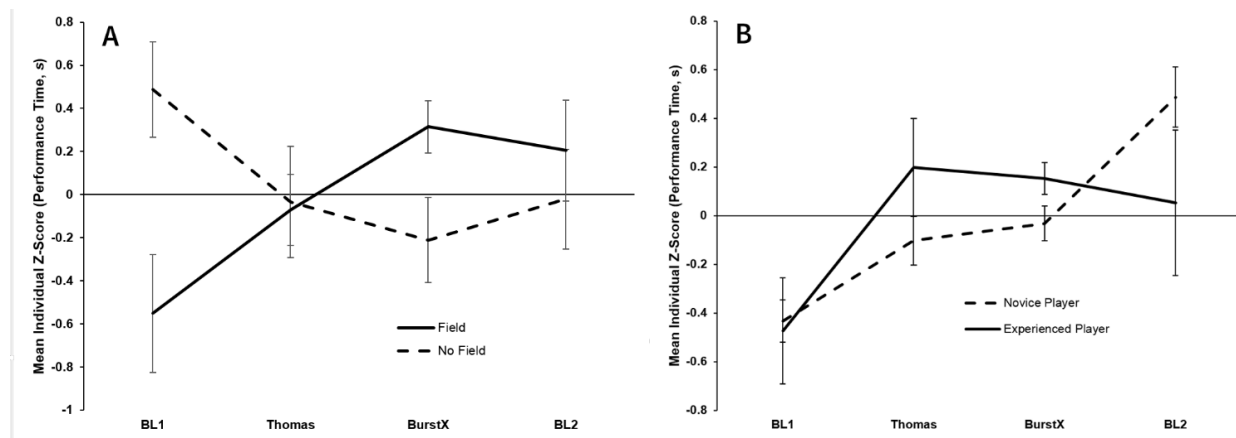 A
Mean Individual Z-Score (Performance Time, s)
0.8
0.6
0.4
0.2
0
-0.2
-0.4
-0.6
-0.8
-1
Field
No Field
BL1 Thomas BurstX BL2
B
Mean Individual Z-Score (Performance Time, s)
0.8
0.6
0.4
0.2
0
-0.2
-0.4
-0.6
-0.8
Novice Player
Experienced Player
BL1 Thomas BurstX BL2